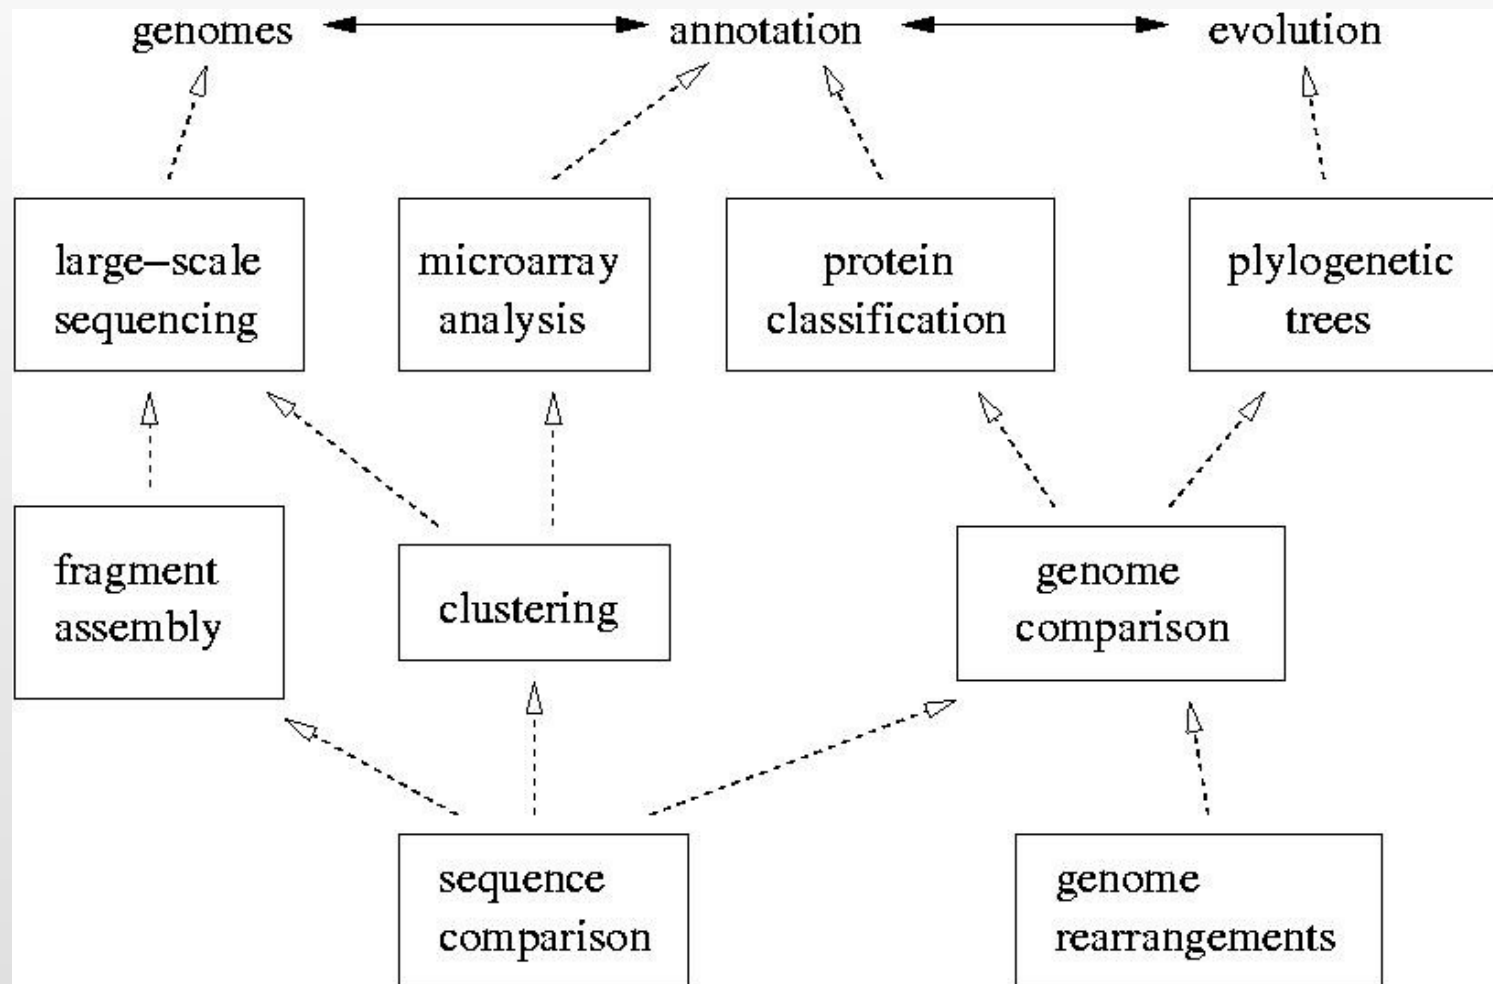 genomes
annotation
evolution
large–scale
sequencing
microarray
analysis
protein
classification
plylogenetic
trees
fragment
assembly
clustering
genome
comparison
sequence
comparison
genome
rearrangements